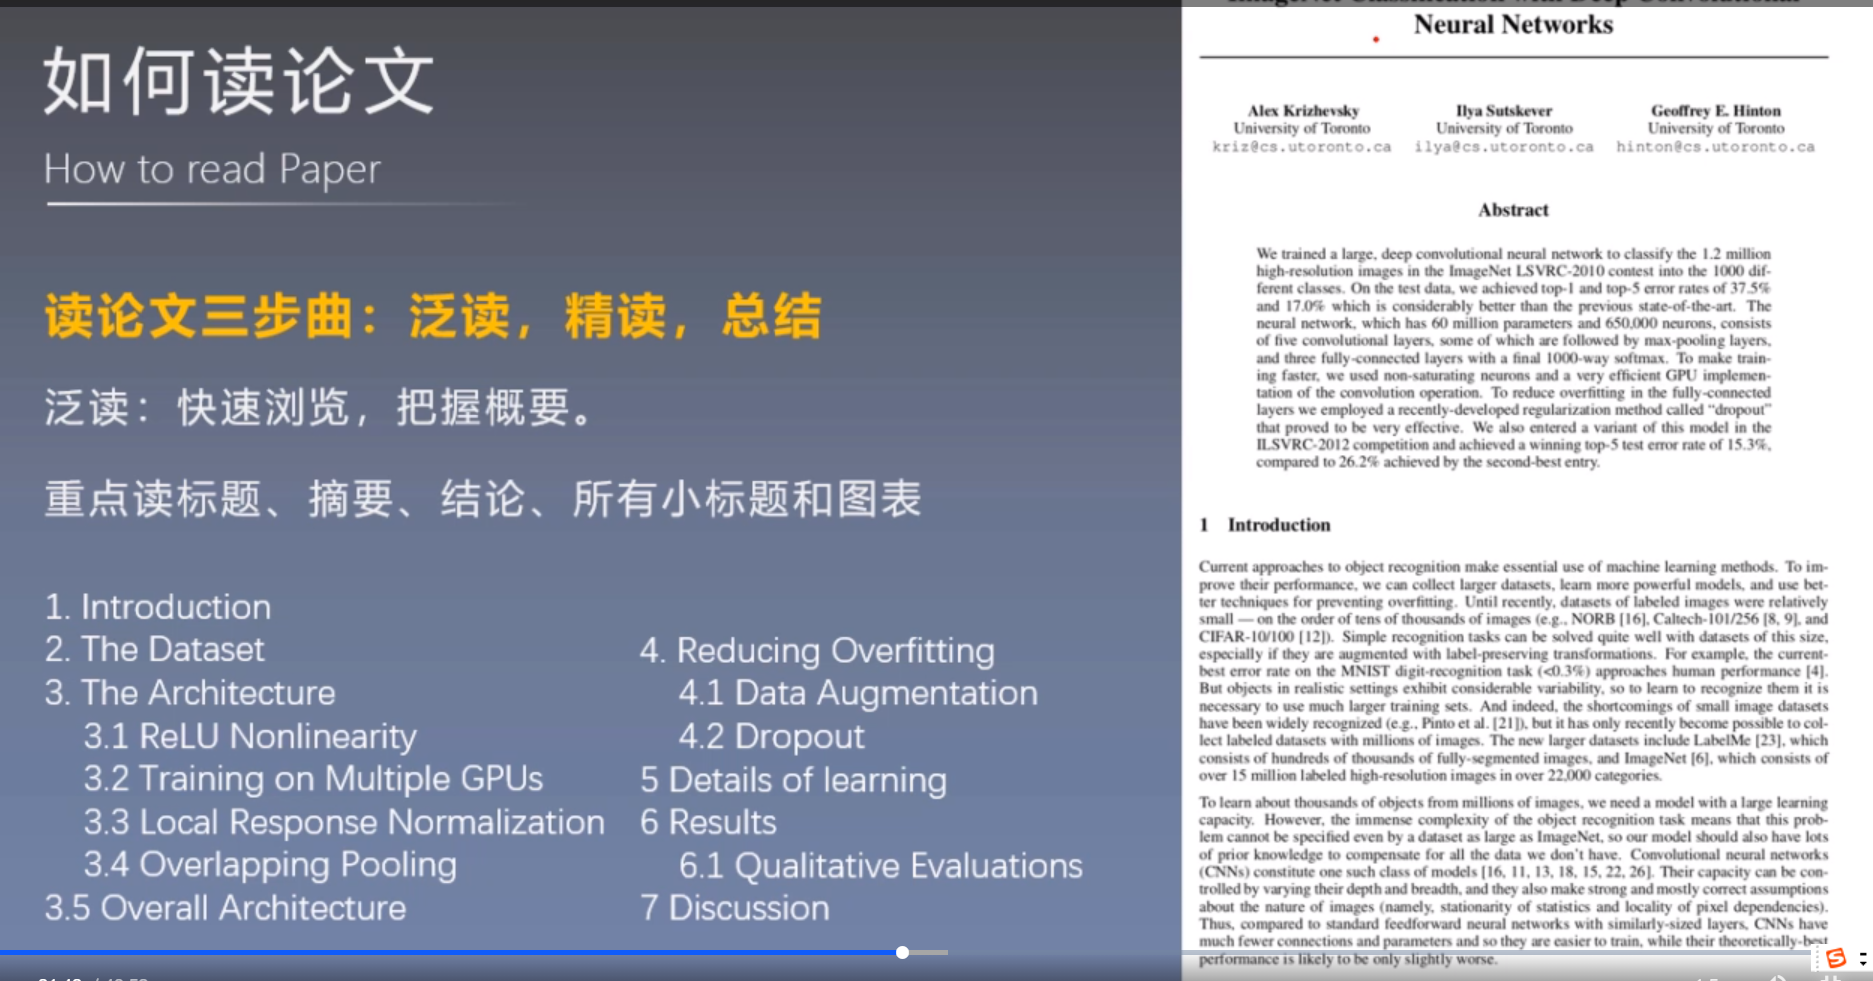 如何读论文
How to read Paper
读论文三步曲：泛读，精读，总结
泛读：快速浏览，把握概要。
重点读标题、摘要、结论、所有小标题和图表
1. Introduction
2. The Dataset
3. The Architecture
3.1 ReLU Nonlinearity
3.2 Training on Multiple GPUs
3.3 Local Response Normalization
3.4 Overlapping Pooling
3.5 Overall Architecture
4. Reducing Overfitting
4.1 Data Augmentation
4.2 Dropout
5 Details of learning
6 Results
6.1 Qualitative Evaluations
7 Discussion
ImageNet Classification with Deep Convolutional
Neural Networks
Alex Krizhevsky
University of Toronto
kriz@cs.utoronto.ca
Ilya Sutskever
University of Toronto
ilya@cs.utoronto.ca
Geoffrey E. Hinton
University of Toronto
hinton@cs.utoronto.ca
Abstract
We trained a large, deep convolutional neural network to classify the 1.2 million
high-resolution images in the ImageNet LSVRC-2010 contest into the 1000 dif-
ferent classes. On the test data, we achieved top-1 and top-5 error rates of 37.5%
and 17.0% which is considerably better than the previous state-of-the-art. The
neural network, which has 60 million parameters and 650,000 neurons, consists
of five convolutional layers, some of which are followed by max-pooling layers,
and three fully-connected layers with a final 1000-way softmax. To make train-
ing faster, we used non-saturating neurons and a very efficient GPU implemen-
tation of the convolution operation. To reduce overfitting in the fully-connected
layers we employed a recently-developed regularization method called “dropout”
that proved to be very effective. We also entered a variant of this model in the
ILSVRC-2012 competition and achieved a winning top-5 test error rate of 15.3%,
compared to 26.2% achieved by the second-best entry.
1 Introduction
Current approaches to object recognition make essential use of machine learning methods. To im-
prove their performance, we can collect larger datasets, learn more powerful models, and use bet-
ter techniques for preventing overfitting. Until recently, datasets of labeled images were relatively
small — on the order of tens of thousands of images (e.g., NORB [16], Caltech-101/256 [8, 9], and
CIFAR-10/100 [12]). Simple recognition tasks can be solved quite well with datasets of this size,
especially if they are augmented with label-preserving transformations. For example, the current-
best error rate on the MNIST digit-recognition task (<0.3%) approaches human performance [4].
But objects in realistic settings exhibit considerable variability, so to learn to recognize them it is
necessary to use much larger training sets. And indeed, the shortcomings of small image datasets
have been widely recognized (e.g., Pinto et al. [21]), but it has only recently become possible to col-
lect labeled datasets with millions of images. The new larger datasets include LabelMe [23], which
consists of hundreds of thousands of fully-segmented images, and ImageNet [6], which consists of
over 15 million labeled high-resolution images in over 22,000 categories.
To learn about thousands of objects from millions of images, we need a model with a large learning
capacity. However, the immense complexity of the object recognition task means that this prob-
lem cannot be specified even by a dataset as large as ImageNet, so our model should also have lots
of prior knowledge to compensate for all the data we don’t have. Convolutional neural networks
(CNNs) constitute one such class of models [16, 11, 13, 18, 15, 22, 26]. Their capacity can be con-
trolled by varying their depth and breadth, and they also make strong and mostly correct assumptions
about the nature of images (namely, stationarity of statistics and locality of pixel dependencies).
Thus, compared to standard feedforward neural networks with similarly-sized layers, CNNs have
much fewer connections and parameters and so they are easier to train, while their theoretically-best
performance is likely to be only slightly worse.